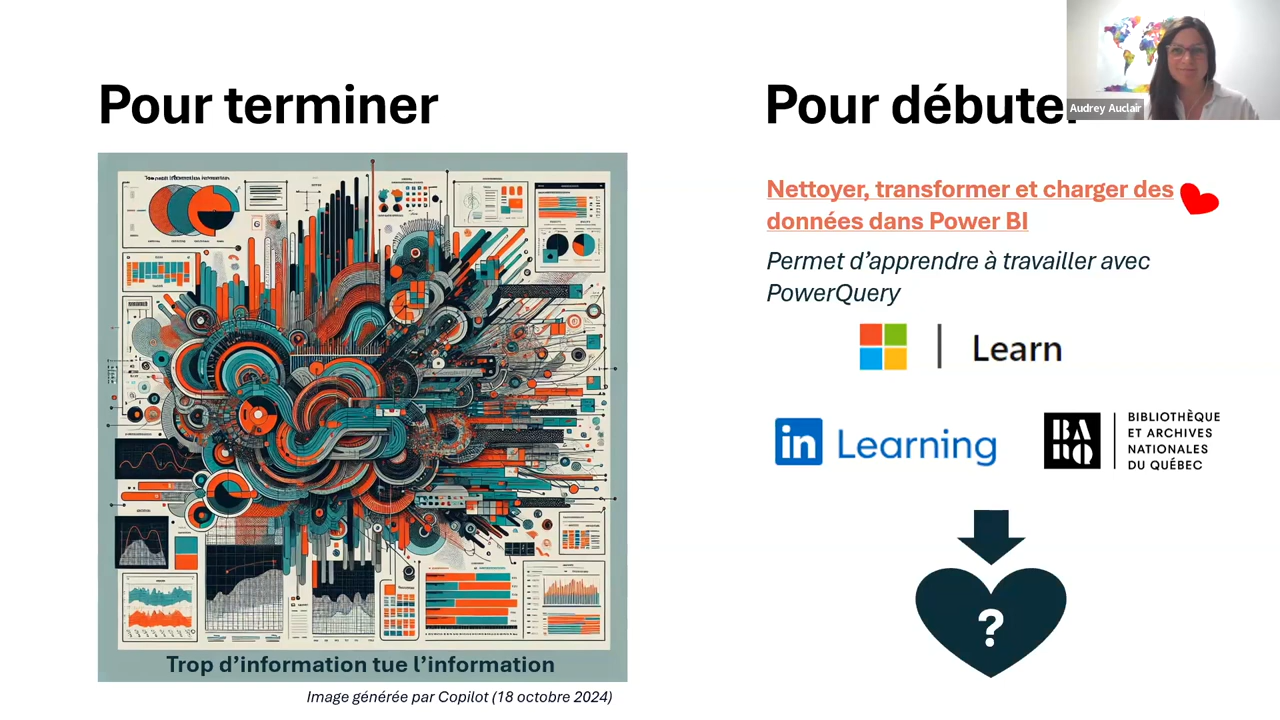 Pour terminer
Trop d’information tue l’information
Image générée par Copilot (18 octobre 2024)
Pour débute
Audrey Auclair
Nettoyer, transformer et charger des
données dans Power BI
Permet d’apprendre à travailler avec
PowerQuery
Learn
in Learning
BAnQ
BIBLIOTHÈQUE
ET ARCHIVES
NATIONALES
DU QUÉBEC
?